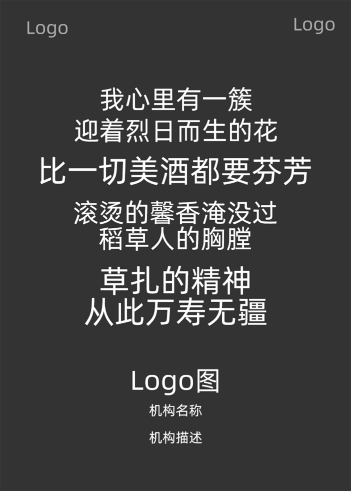 Logo
Logo
我心里有一簇
迎着烈日而生的花
比一切美酒都要芬芳
滚烫的馨香淹没过
稻草人的胸膛
草扎的精神
从此万寿无疆
Logo图
机构名称
机构描述